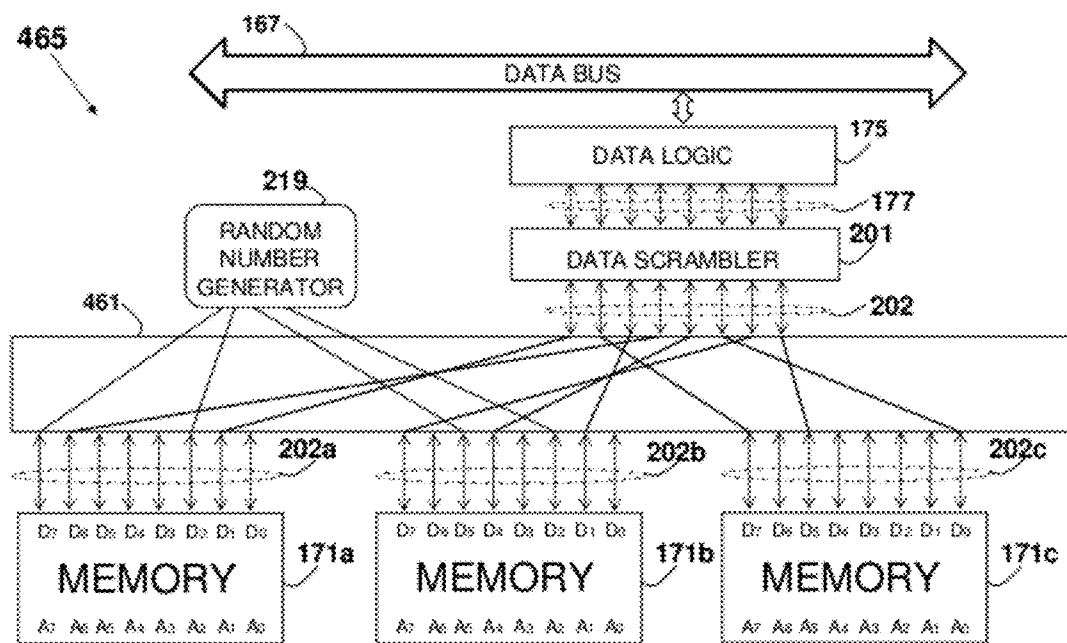 465
167
DATA BUS
DATA LOGIC
175
177
219
RANDOM
NUMBER
GENERATOR
DATA SCRAMBLER
201
202
461
202a
202b
202c
D7 D6 D5 D4 D3 D2 D1 D0
MEMORY
A7 A6 A5 A4 A3 A2 A1 A0
171a
D7 D6 D5 D4 D3 D2 D1 D0
MEMORY
A7 A6 A5 A4 A3 A2 A1 A0
171b
D7 D6 D5 D4 D3 D2 D1 D0
MEMORY
A7 A6 A5 A4 A3 A2 A1 A0
171c